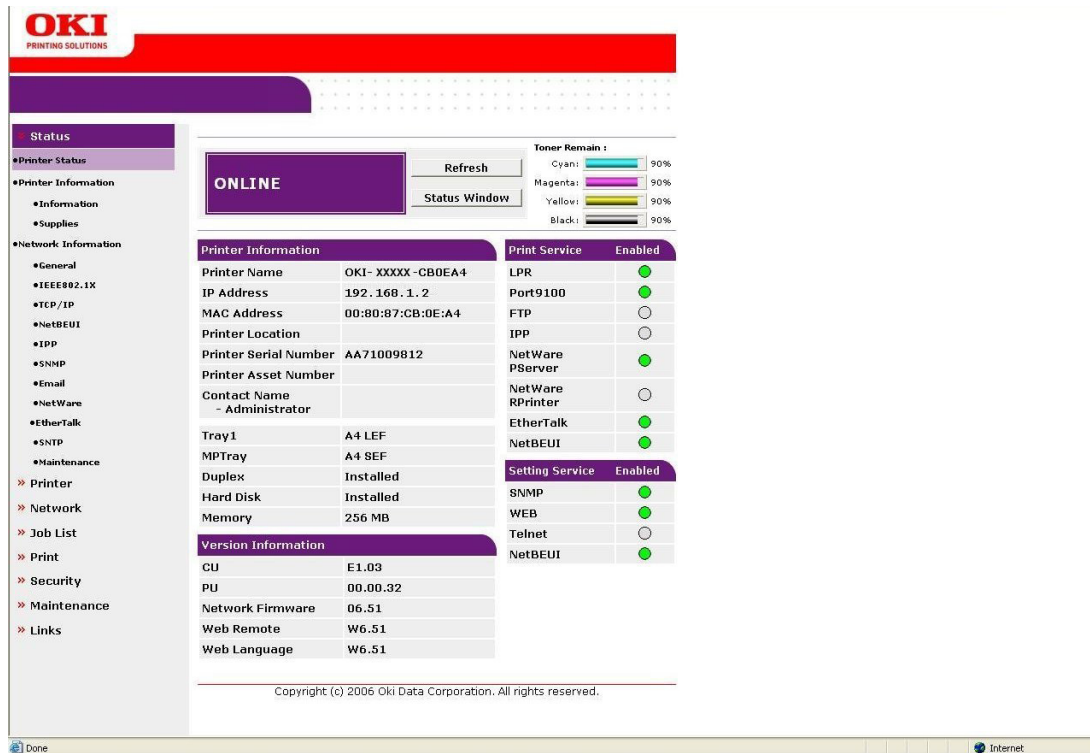 OKI
PRINTING SOLUTIONS
Status
Printer Status
Printer Information
Information
Supplies
Network Information
General
IEEE802.1X
TCP/IP
NetBEUI
IPP
SNMP
Email
NetWare
EtherTalk
SNTP
Maintenance
Printer
Network
Job List
Print
Security
Maintenance
Links
ONLINE
Refresh
Status Window
Toner Remain :
Cyan: 90%
Magenta: 90%
Yellow: 90%
Black: 90%
Printer Information
Printer Name OKI- XXXXX -CB0EA4
IP Address 192.168.1.2
MAC Address 00:80:87:CB:0E:A4
Printer Location
Printer Serial Number AA71009812
Printer Asset Number
Contact Name
- Administrator
Tray1 A4 LEF
MPTray A4 SEF
Duplex Installed
Hard Disk Installed
Memory 256 MB
Version Information
CU E1.03
PU 00.00.32
Network Firmware 06.51
Web Remote W6.51
Web Language W6.51
Print Service Enabled
LPR
Port9100
FTP
IPP
NetWare
PServer
NetWare
RPrinter
EtherTalk
NetBEUI
Setting Service Enabled
SNMP
WEB
Telnet
NetBEUI
Copyright (c) 2006 Oki Data Corporation. All rights reserved.
Done
Internet